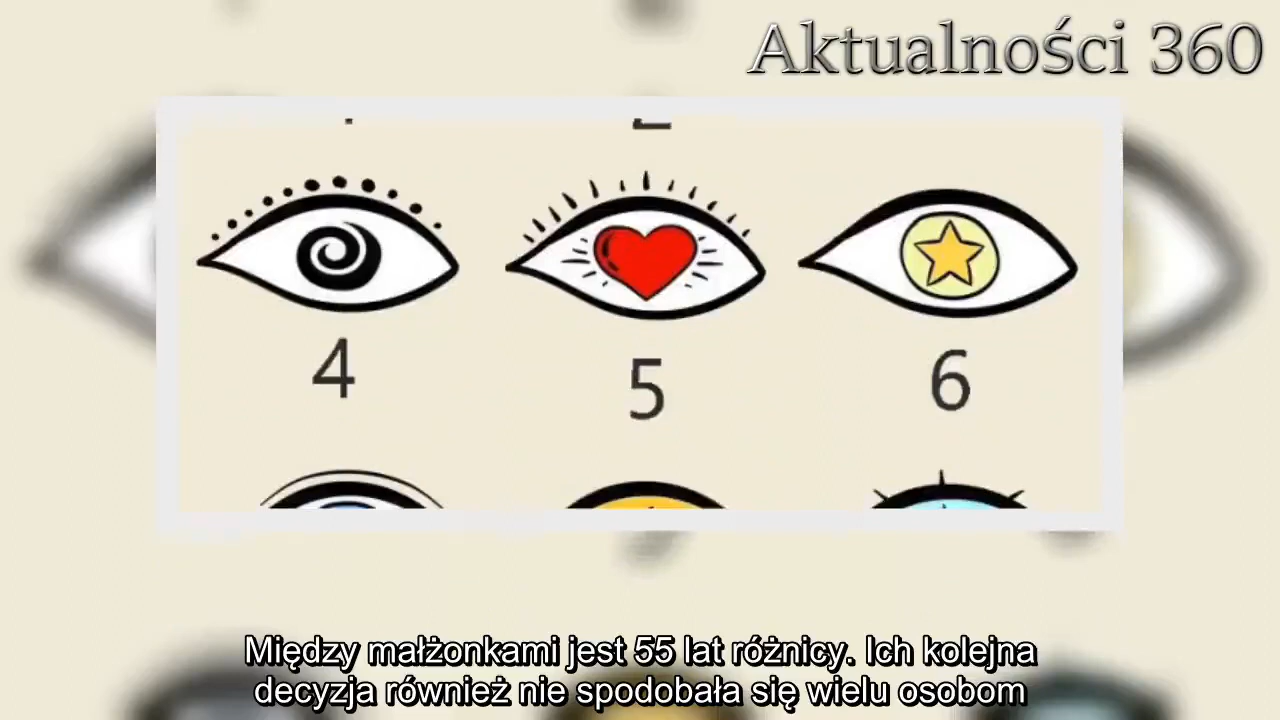 Aktualności 360
4
5
6
Między małżonkami jest 55 lat różnicy. Ich kolejna
decyzja również nie spodobała się wielu osobom